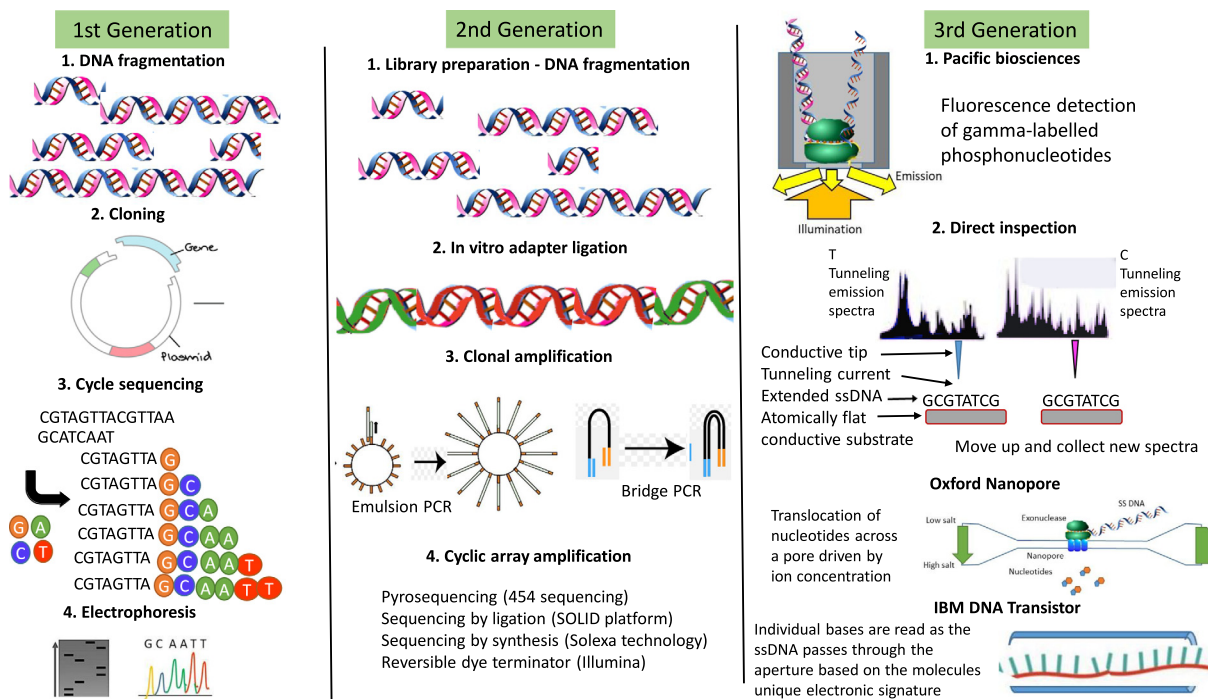 1st Generation
1. DNA fragmentation
2. Cloning
Gene
Plasmid
3. Cycle sequencing
CGTAGTTACGTTAA
GCATCAAT
CGTAGTTA G
CGTAGTTA G C
CGTAGTTA G C A
CGTAGTTA G C A A
CGTAGTTA G C A A T
CGTAGTTA G C A A T T
G A
C T
4. Electrophoresis
G C A A T T
2nd Generation
1. Library preparation - DNA fragmentation
2. In vitro adapter ligation
3. Clonal amplification
Emulsion PCR
Bridge PCR
4. Cyclic array amplification
Pyrosequencing (454 sequencing)
Sequencing by ligation (SOLID platform)
Sequencing by synthesis (Solexa technology)
Reversible dye terminator (Illumina)
3rd Generation
1. Pacific biosciences
Fluorescence detection
of gamma-labelled
phosphonucleotides
Emission
Illumination
2. Direct inspection
T
Tunneling
emission
spectra
C
Tunneling
emission
spectra
Conductive tip
Tunneling current
Extended ssDNA
Atomically flat
conductive substrate
GCGTATCG
GCGTATCG
Move up and collect new spectra
Oxford Nanopore
Translocation of
nucleotides across
a pore driven by
ion concentration
Low salt
High salt
Exonuclease
SS DNA
Nanopore
Nucleotides
IBM DNA Transistor
Individual bases are read as the
ssDNA passes through the
aperture based on the molecules
unique electronic signature